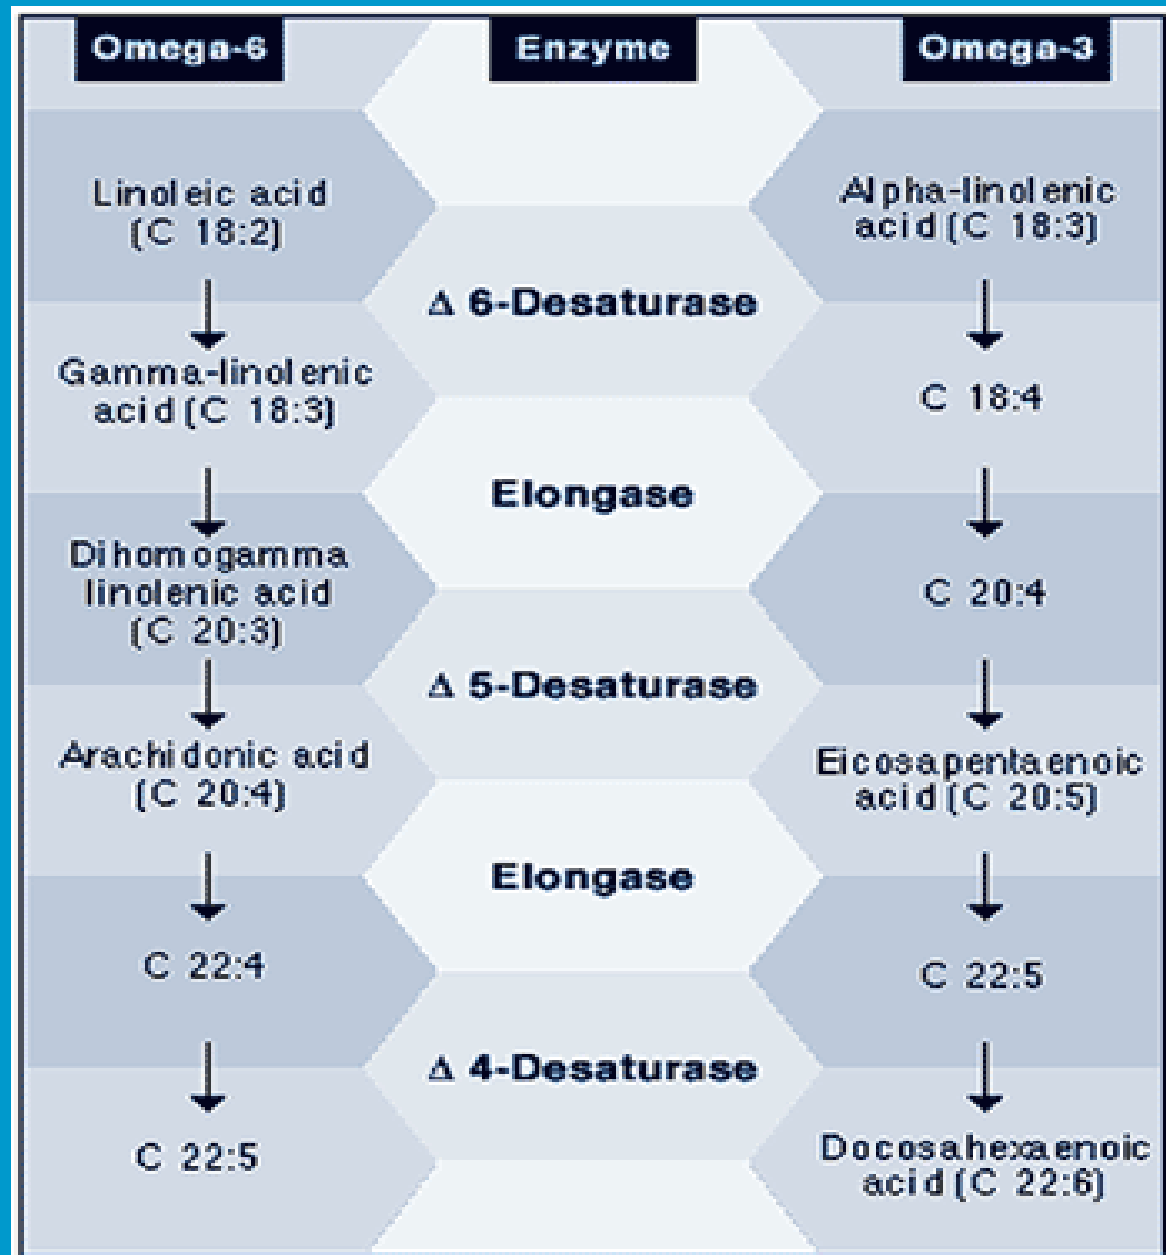 Omega-6
Enzyme
Omega-3
Linoleic acid
(C 18:2)
Alpha-linolenic
acid (C 18:3)
Δ 6-Desaturase
Gamma-linolenic
acid (C 18:3)
C 18:4
Elongase
Dihomogamma
linolenic acid
(C 20:3)
C 20:4
Δ 5-Desaturase
Arachidonic acid
(C 20:4)
Eicosapentaenoic
acid (C 20:5)
Elongase
C 22:4
C 22:5
Δ 4-Desaturase
C 22:5
Docosahexaenoic
acid (C 22:6)